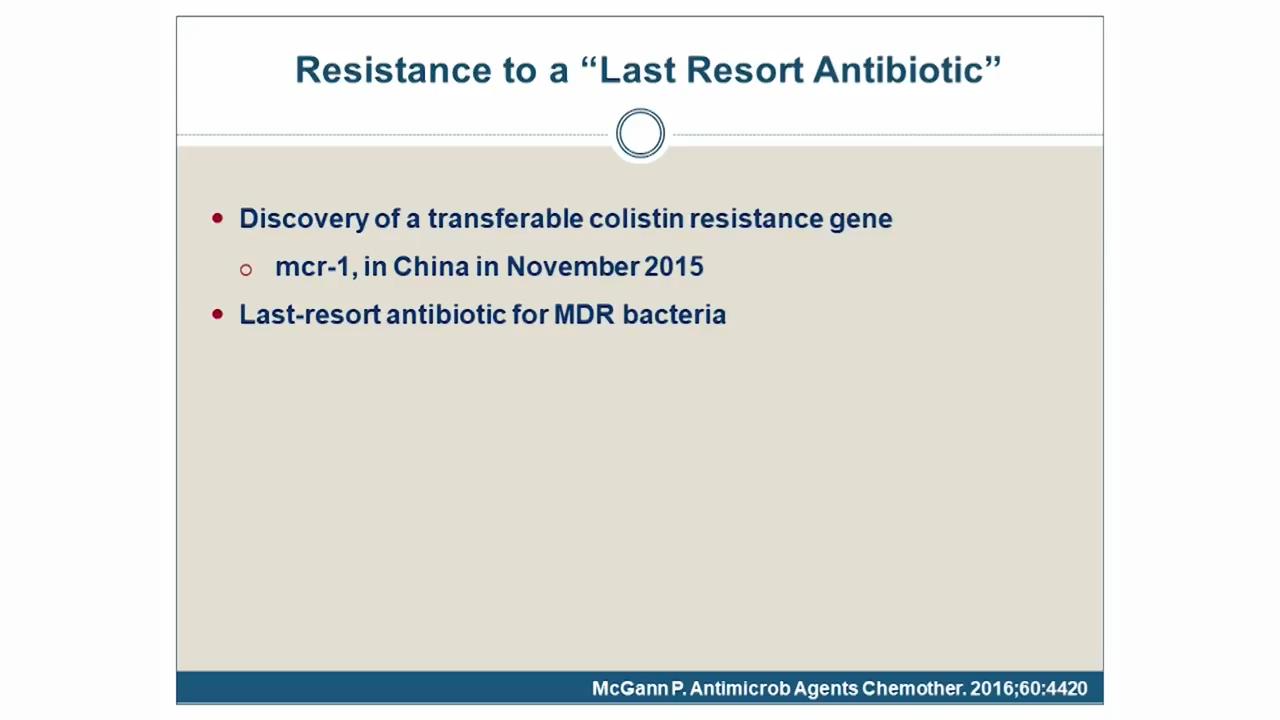 Resistance to a “Last Resort Antibiotic”
Discovery of a transferable colistin resistance gene
mcr-1, in China in November 2015
Last-resort antibiotic for MDR bacteria
McGann P. Antimicrob Agents Chemother. 2016;60:4420